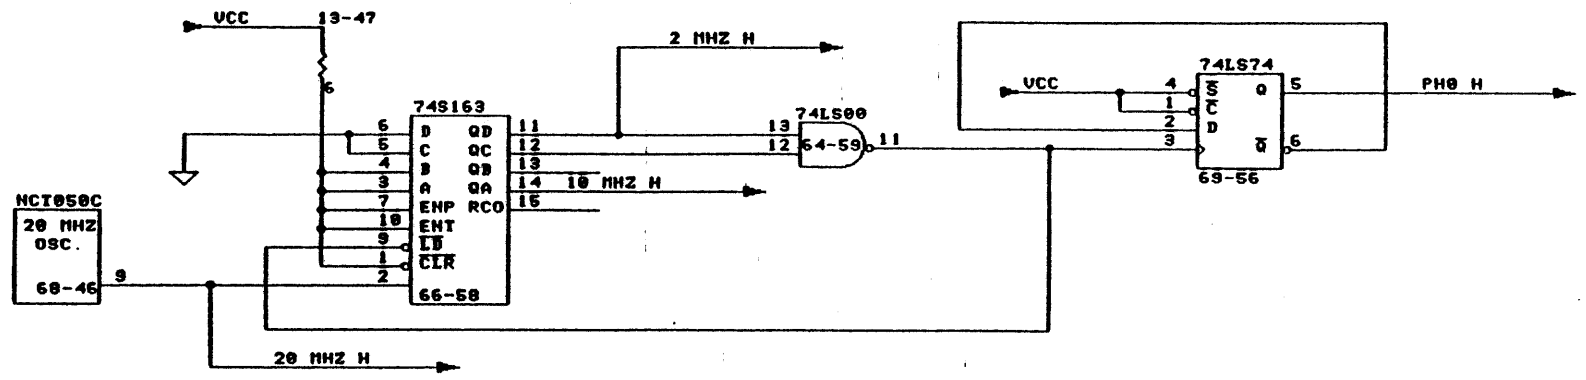 VCC
13-47
6
2 MHZ H
74S163
6 D QD 11
5 C QC 12
4 B QB 13
3 A QA 14
10 MHZ H
7 ENP RCO 15
10 ENT
9 LD
1 CLR
2
66-58
NCT050C
20 MHZ
OSC.
68-46
9
20 MHZ H
74LS00
13
12
64-59
11
VCC
74LS74
4 S Q 5
PH0 H
1 C
2 D
3 Q 6
69-56